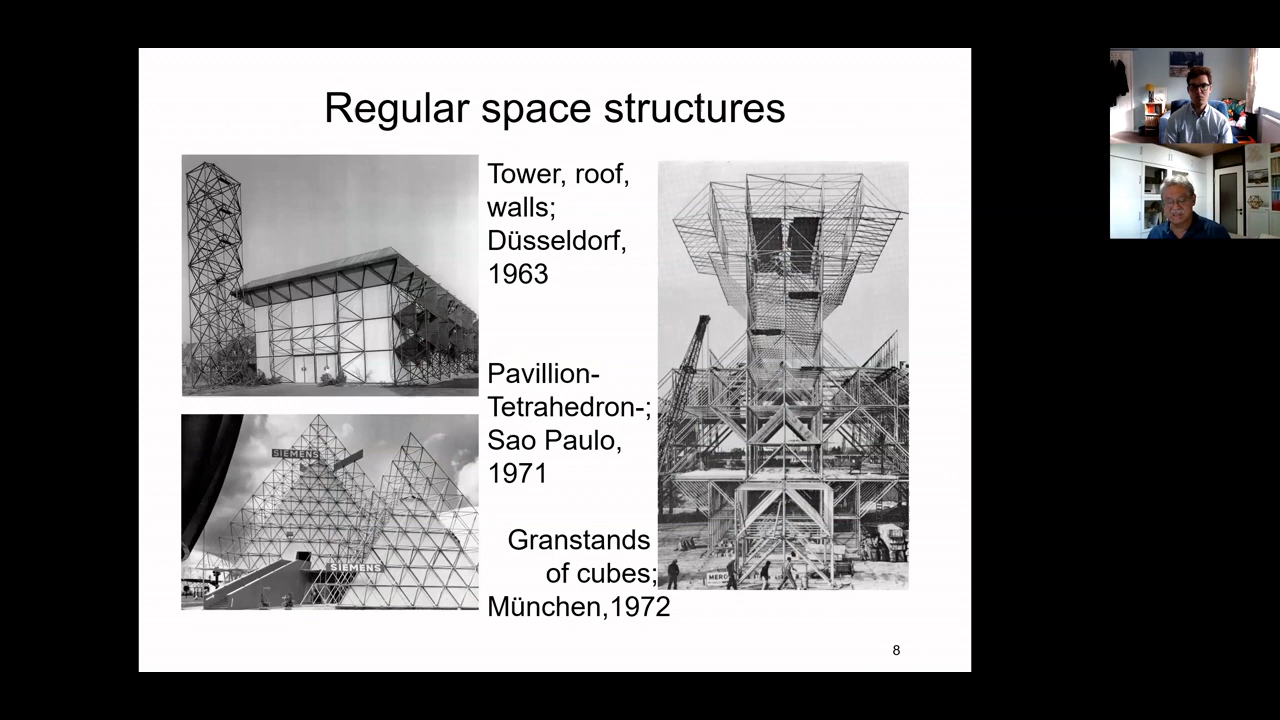 Regular space structures
Tower, roof,
walls;
Düsseldorf,
1963
Pavillion-
Tetrahedron-;
Sao Paulo,
1971
Granstands
of cubes;
München,1972
SIEMENS
SIEMENS
8